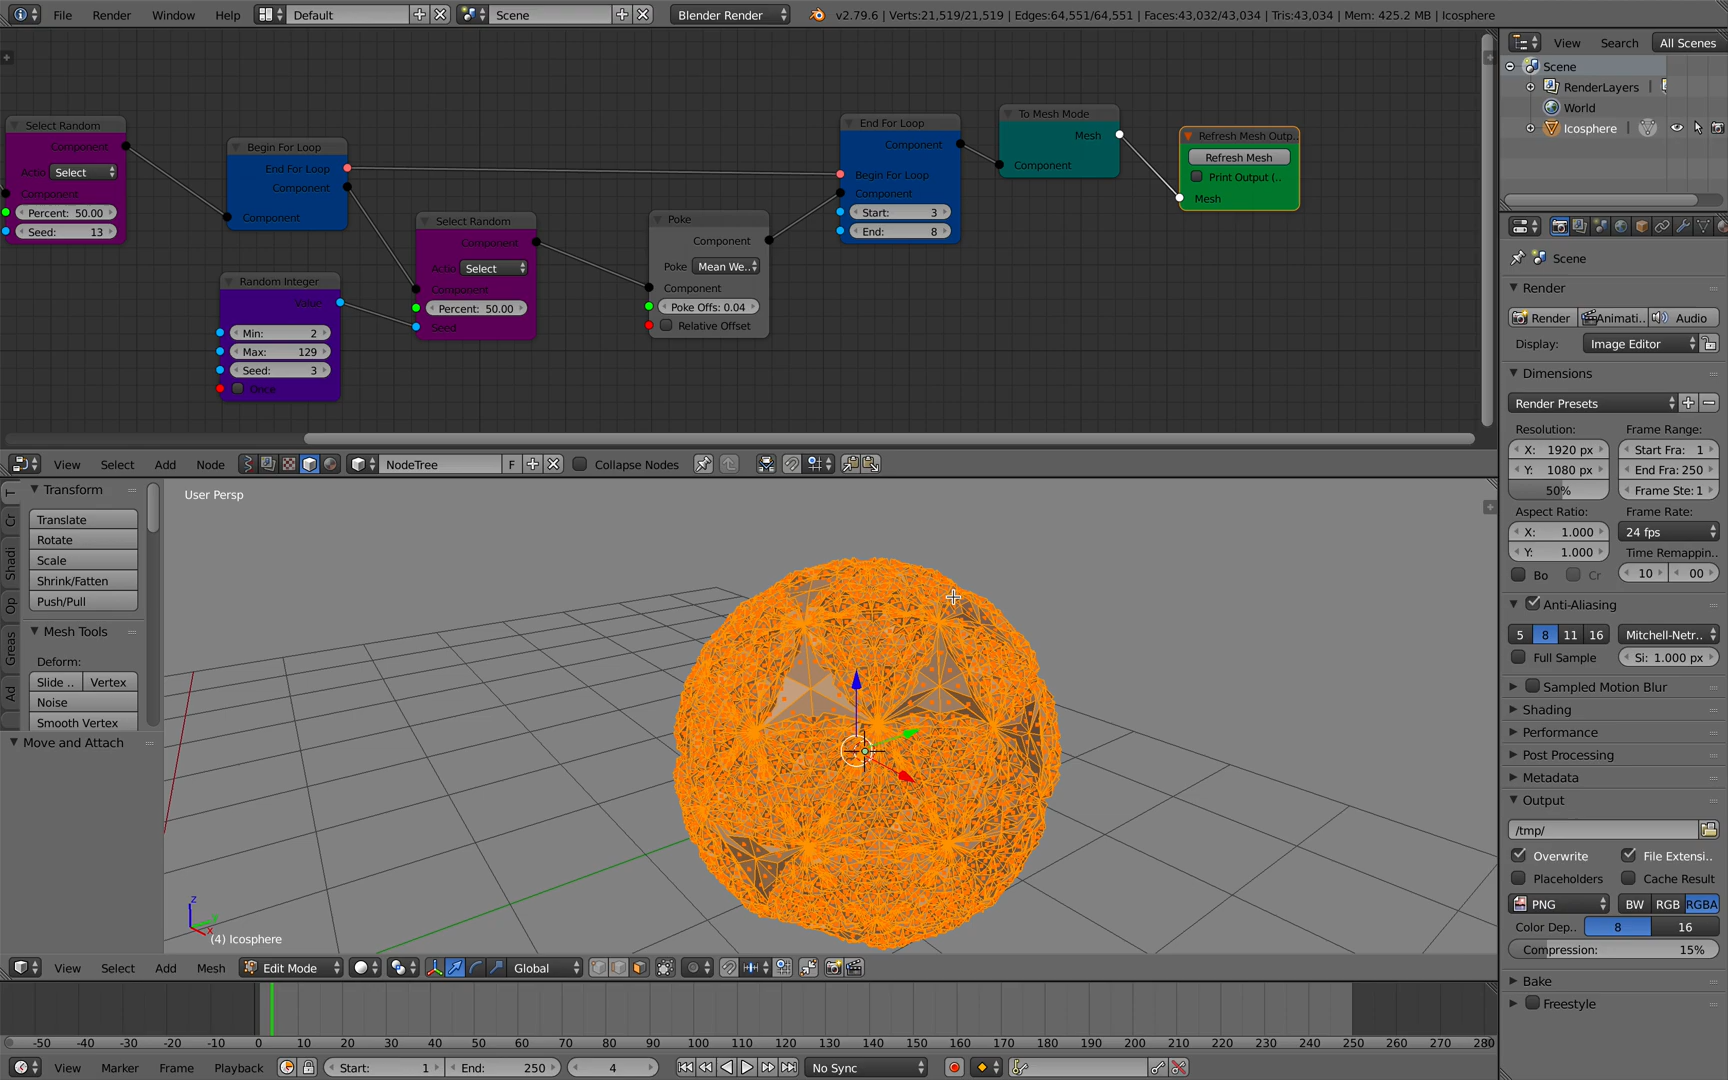 File Render Window Help Default Scene Blender Render v2.79.6 | Verts:21,519/21,519 | Edges:64,551/64,551 | Faces:43,032/43,034 | Tris:43,034 | Mem: 425.2 MB | Icosphere
Select Random
Component
Actio Select
Component
Percent: 50.00
Seed: 13
Begin For Loop
End For Loop
Component
Component
Random Integer
Value
Min: 2
Max: 129
Seed: 3
Once
Select Random
Component
Actio Select
Component
Percent: 50.00
Seed
Poke
Component
Poke Mean We..
Component
Poke Offs: 0.04
Relative Offset
End For Loop
Component
Begin For Loop
Component
Start: 3
End: 8
To Mesh Mode
Mesh
Component
Refresh Mesh Outp..
Refresh Mesh
Print Output (..
Mesh
View Select Add Node NodeTree F Collapse Nodes
Transform
Translate
Rotate
Scale
Shrink/Fatten
Push/Pull
Mesh Tools
Deform:
Slide .. Vertex
Noise
Smooth Vertex
Move and Attach
T
Cr
Shadi
Op
Greas
Ad
User Persp
z
(4) Icosphere
View Select Add Mesh Edit Mode Global
-50 -40 -30 -20 -10 0 10 20 30 40 50 60 70 80 90 100 110 120 130 140 150 160 170 180 190 200 210 220 230 240 250 260 270 280
View Marker Frame Playback Start: 1 End: 250 4 No Sync
View Search All Scenes
Scene
RenderLayers
World
Icosphere
Scene
Render
Render Animati.. Audio
Display: Image Editor
Dimensions
Render Presets
Resolution: Frame Range:
X: 1920 px Start Fra: 1
Y: 1080 px End Fra: 250
50% Frame Ste: 1
Aspect Ratio: Frame Rate:
X: 1.000 24 fps
Y: 1.000 Time Remappin..
Bo Cr 10 00
Anti-Aliasing
5 8 11 16 Mitchell-Netr..
Full Sample Si: 1.000 px
Sampled Motion Blur
Shading
Performance
Post Processing
Metadata
Output
/tmp/
Overwrite File Extensi..
Placeholders Cache Result
PNG BW RGB RGBA
Color Dep.. 8 16
Compression: 15%
Bake
Freestyle